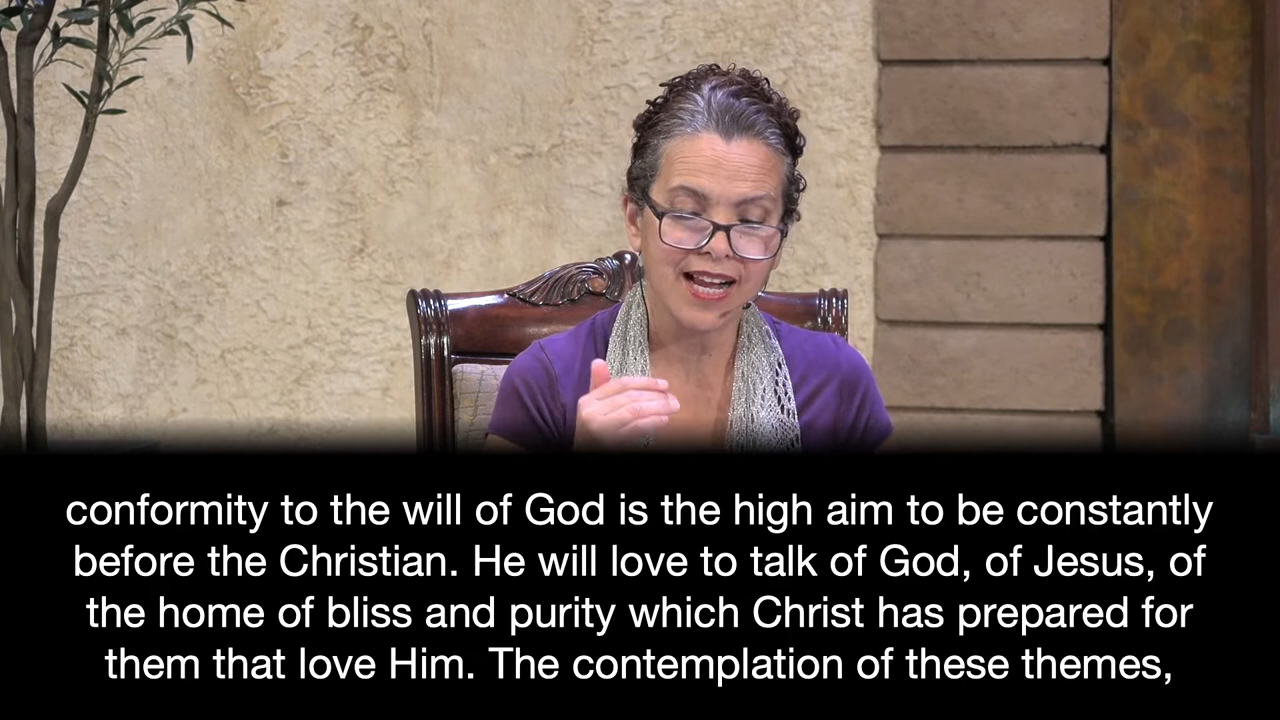 conformity to the will of God is the high aim to be constantly
before the Christian. He will love to talk of God, of Jesus, of
the home of bliss and purity which Christ has prepared for
them that love Him. The contemplation of these themes,